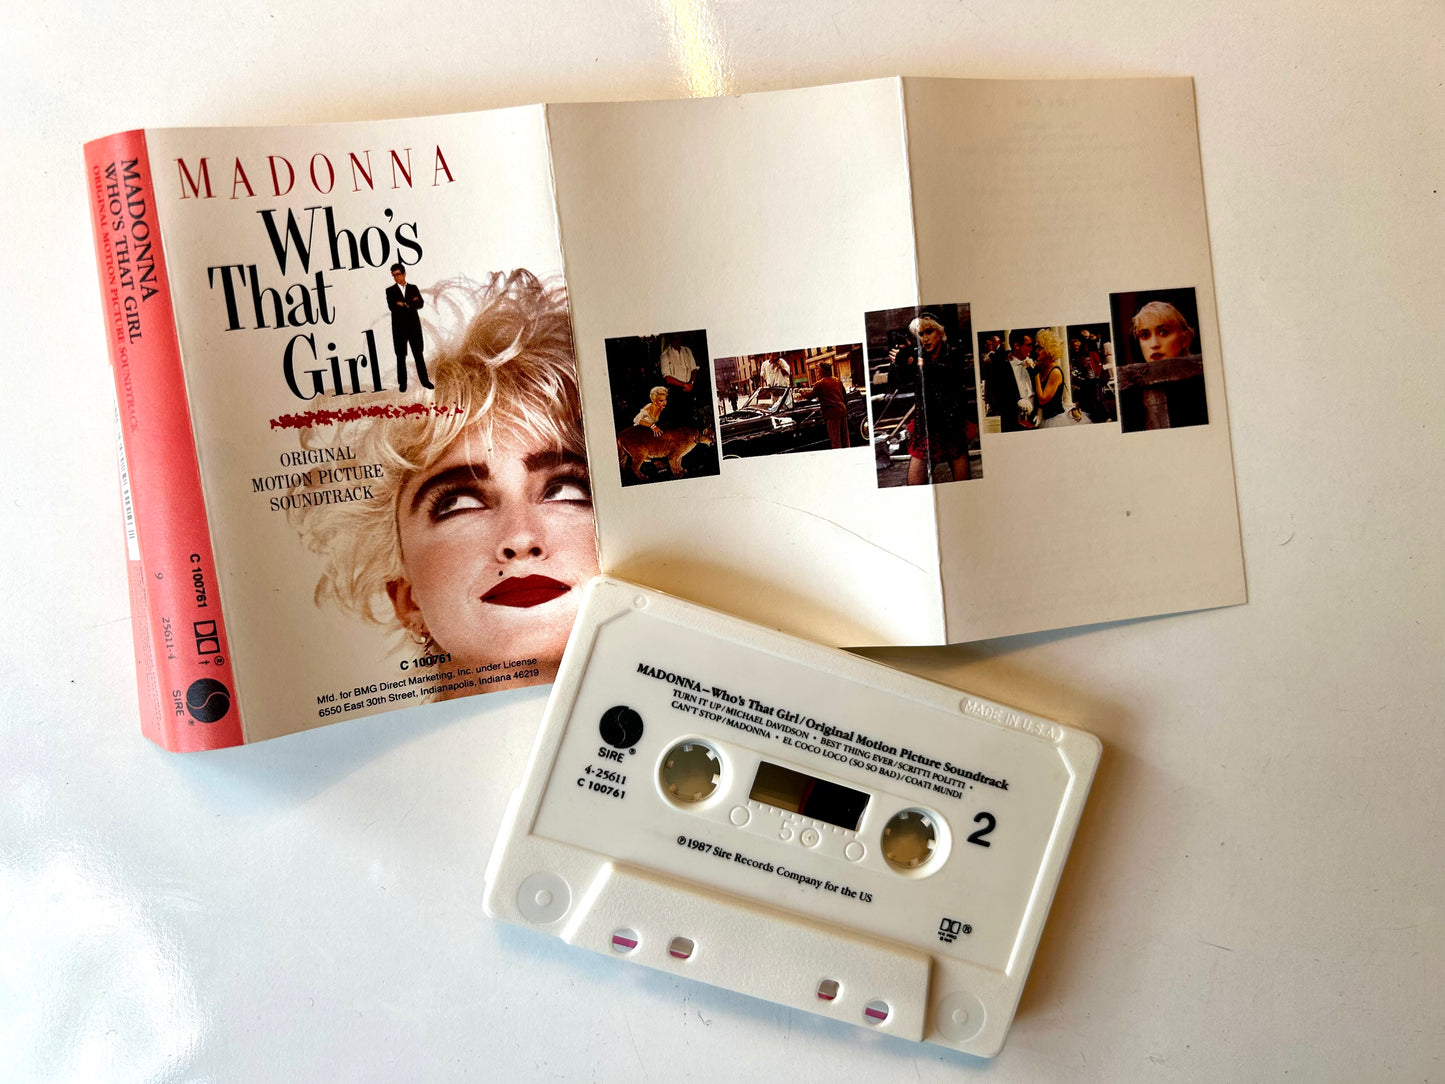 MADONNA
WHO'S THAT GIRL
ORIGINAL MOTION PICTURE SOUNDTRACK
C 100761
9 25611-4
SIRE ®
MADONNA
Who's
That
Girl
ORIGINAL
MOTION PICTURE
SOUNDTRACK
C 100761
Mfd. for BMG Direct Marketing, Inc. under License
6550 East 30th Street, Indianapolis, Indiana 46219
MADE IN U.S.A.
MADONNA–Who's That Girl/Original Motion Picture Soundtrack
TURN IT UP/MICHAEL DAVIDSON • BEST THING EVER/SCRITTI POLITTI •
CAN'T STOP/MADONNA • EL COCO LOCO (SO SO BAD)/COATI MUNDI
SIRE ®
4-25611
C 100761
2
50
℗1987 Sire Records Company for the US